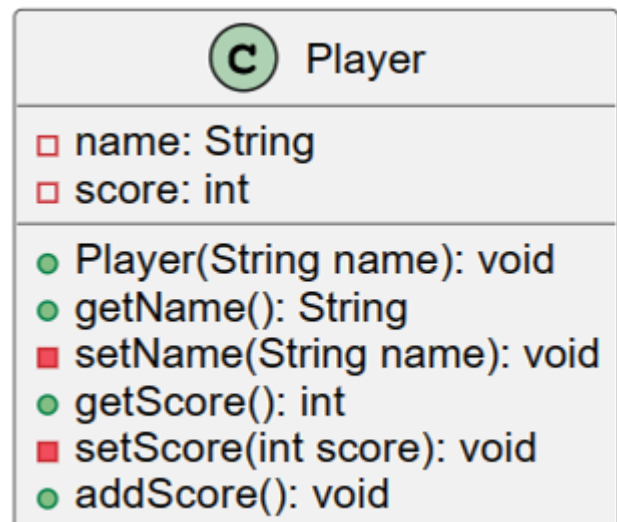 C Player
name: String
score: int
Player(String name): void
getName(): String
setName(String name): void
getScore(): int
setScore(int score): void
addScore(): void